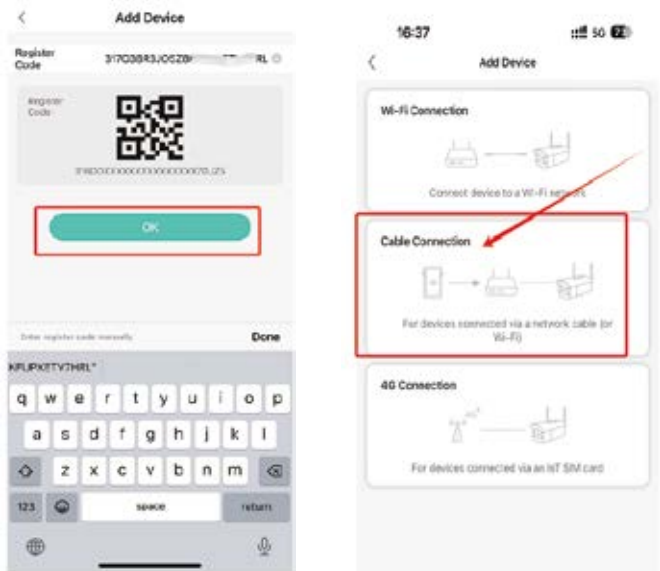 Add Device
Register
Code
RL
Register
Code
OK
Enter register code manually
Done
q w e r t y u i o p
a s d f g h j k l
z x c v b n m
123
space
return
16:37
5G
Add Device
Wi-Fi Connection
Connect device to a Wi-Fi network
Cable Connection
For devices connected via a network cable (or
Wi-Fi)
4G Connection
For devices connected via an IoT SIM card